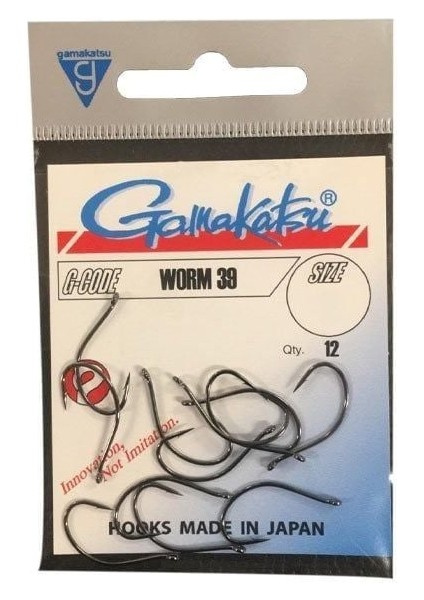 gamakatsu
Gamakatsu®
G-CODE WORM 39 SIZE
Qty. 12
Innovation,
Not Imitation.
HOOKS MADE IN JAPAN